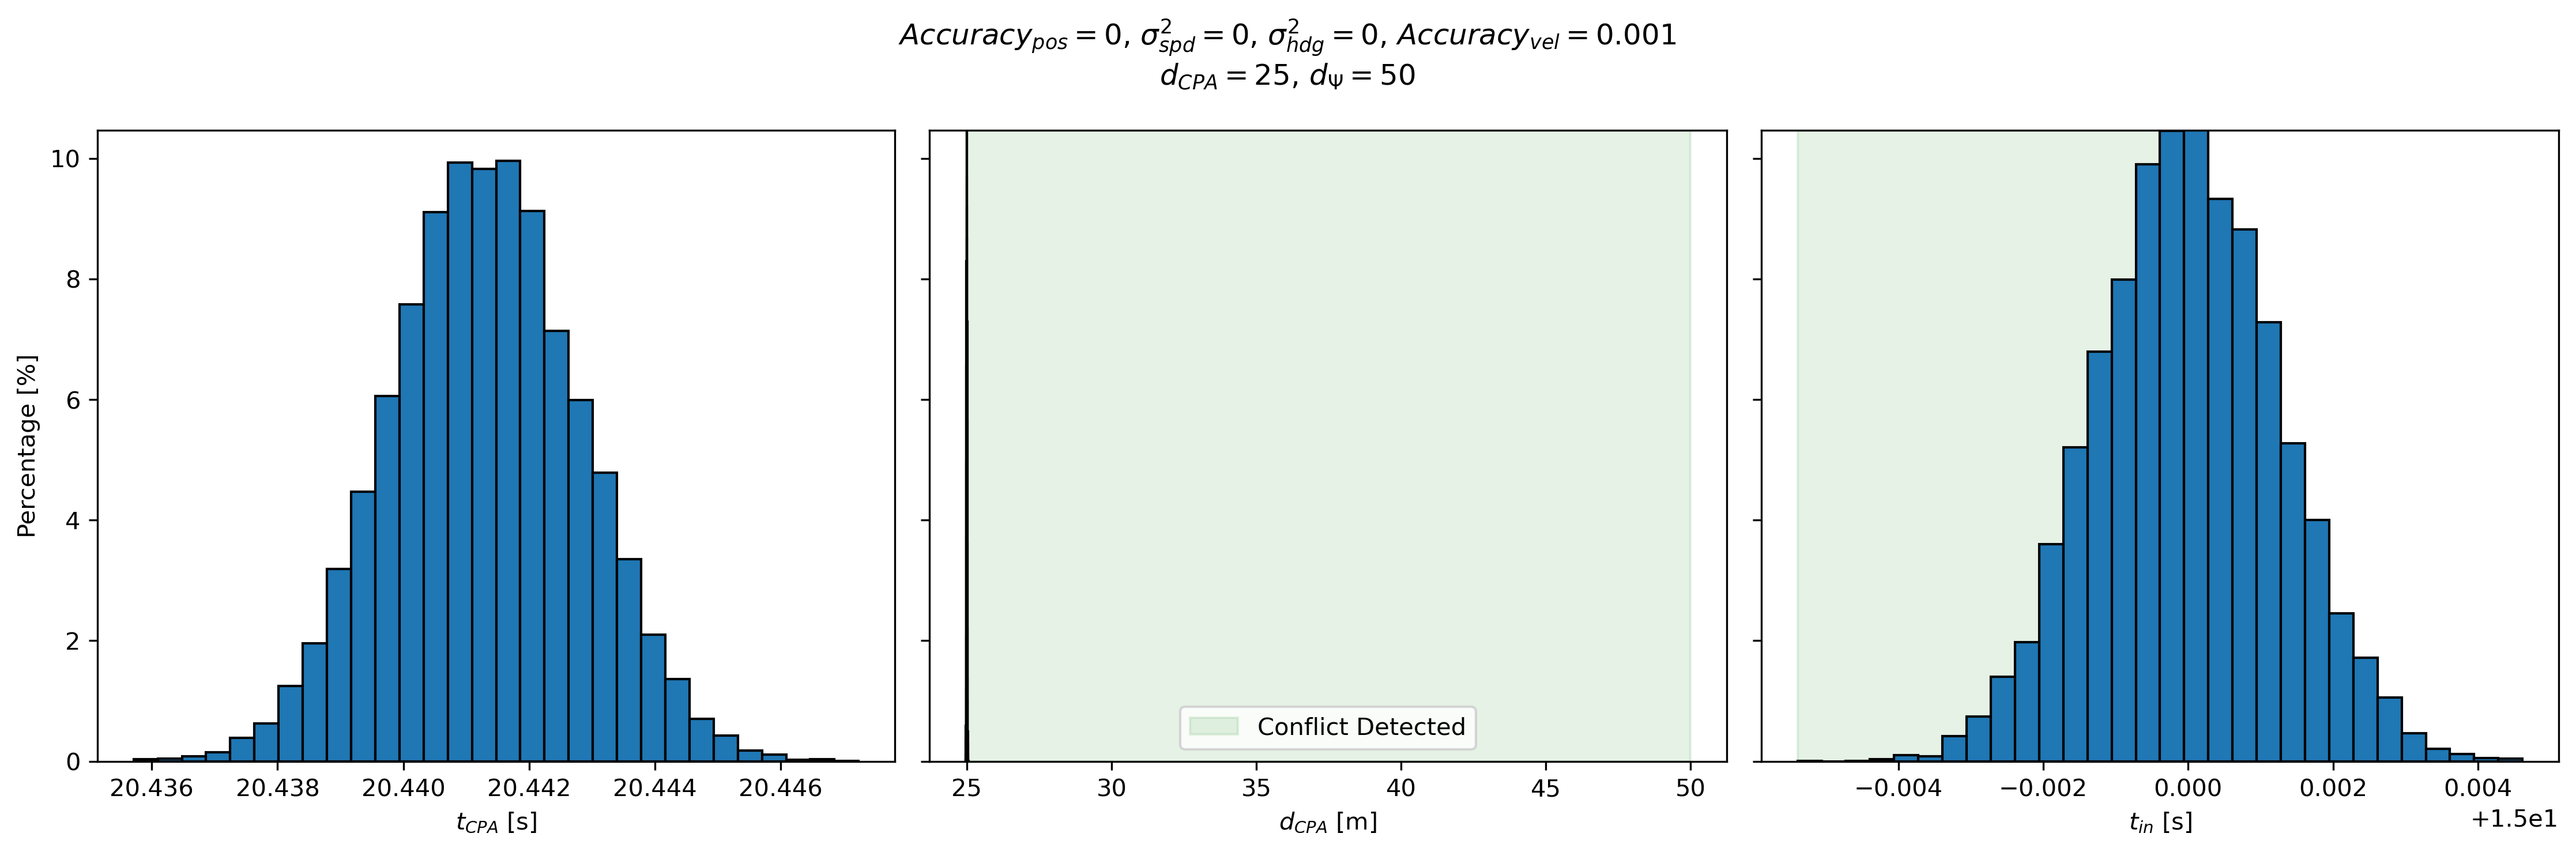 Accuracy_pos = 0, σ²_spd = 0, σ²_hdg = 0, Accuracy_vel = 0.001
d_CPA = 25, d_Ψ = 50
Percentage [%]
10
8
6
4
2
0
20.436 20.438 20.440 20.442 20.444 20.446
t_CPA [s]
Conflict Detected
25 30 35 40 45 50
d_CPA [m]
−0.004 −0.002 0.000 0.002 0.004
+1.5e1
t_in [s]